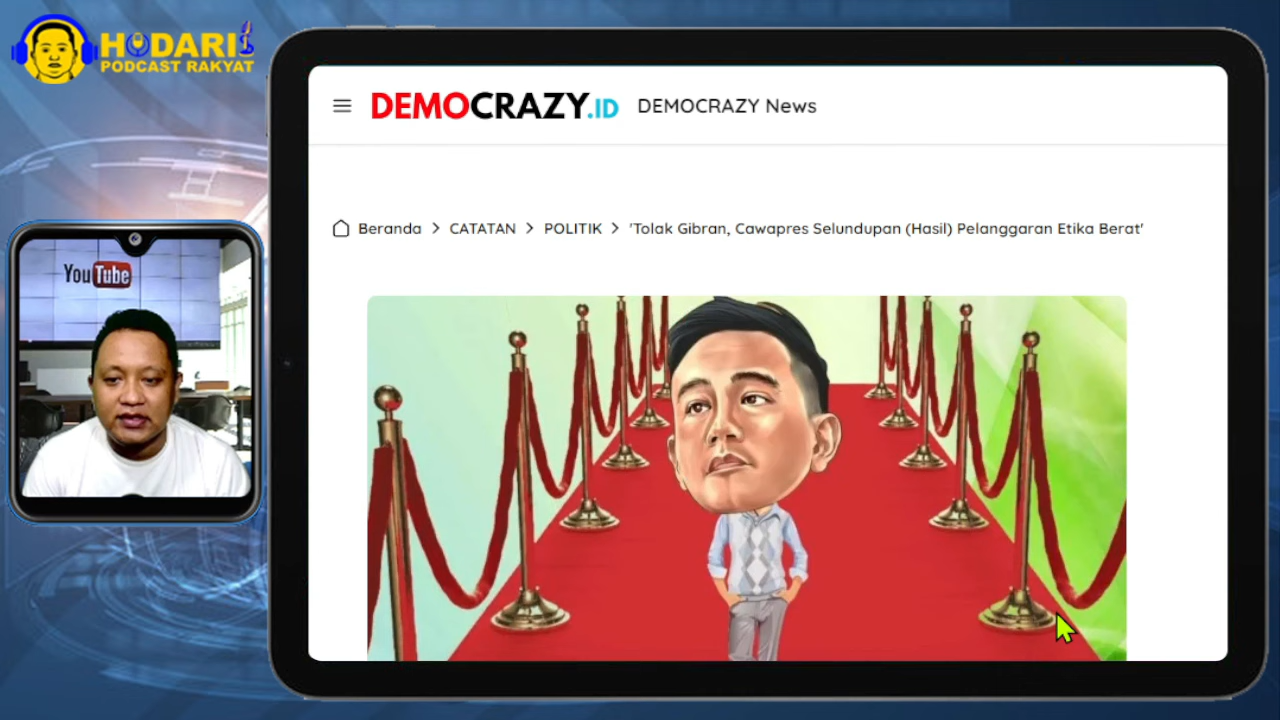 HODARI
PODCAST RAKYAT
DEMOCRAZY.ID DEMOCRAZY News
Beranda > CATATAN > POLITIK > 'Tolak Gibran, Cawapres Selundupan (Hasil) Pelanggaran Etika Berat'
YouTube